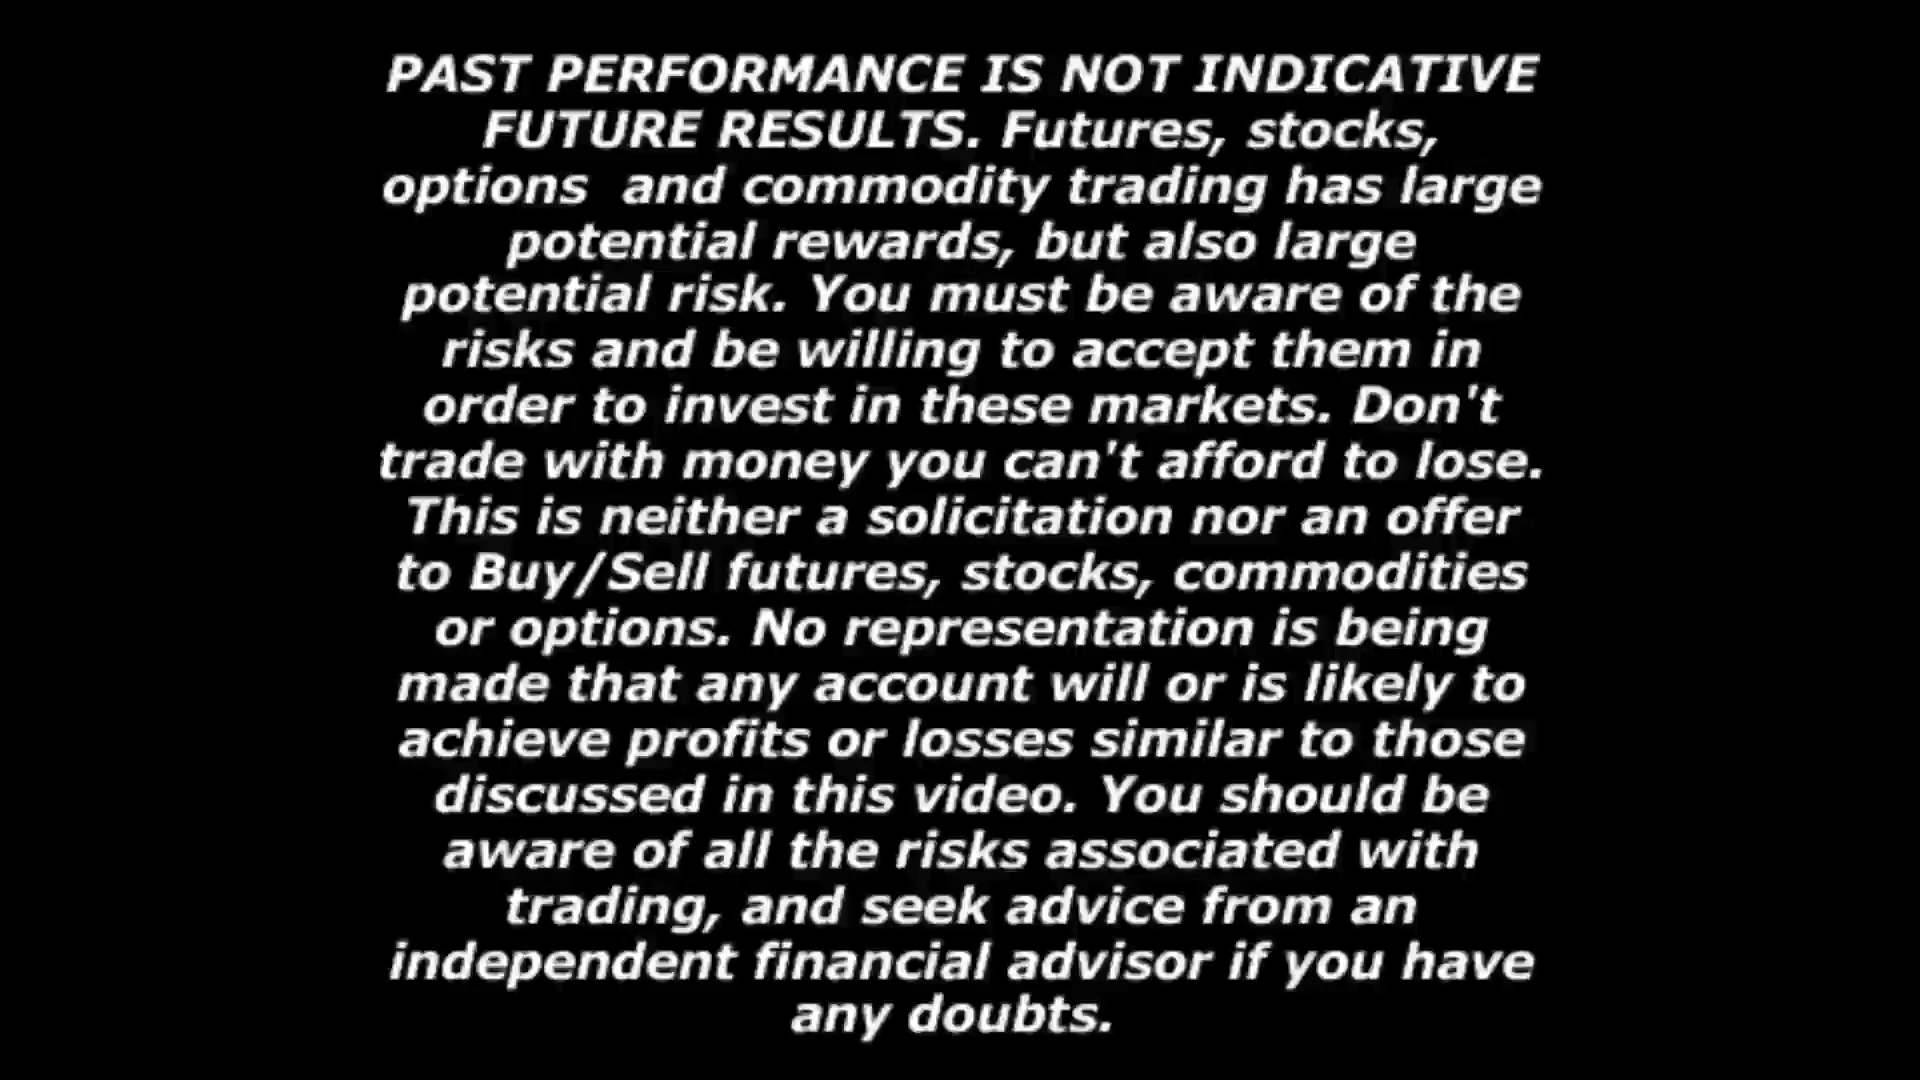 PAST PERFORMANCE IS NOT INDICATIVE
FUTURE RESULTS. Futures, stocks,
options  and commodity trading has large
potential rewards, but also large
potential risk. You must be aware of the
risks and be willing to accept them in
order to invest in these markets. Don't
trade with money you can't afford to lose.
This is neither a solicitation nor an offer
to Buy/Sell futures, stocks, commodities
or options. No representation is being
made that any account will or is likely to
achieve profits or losses similar to those
discussed in this video. You should be
aware of all the risks associated with
trading, and seek advice from an
independent financial advisor if you have
any doubts.